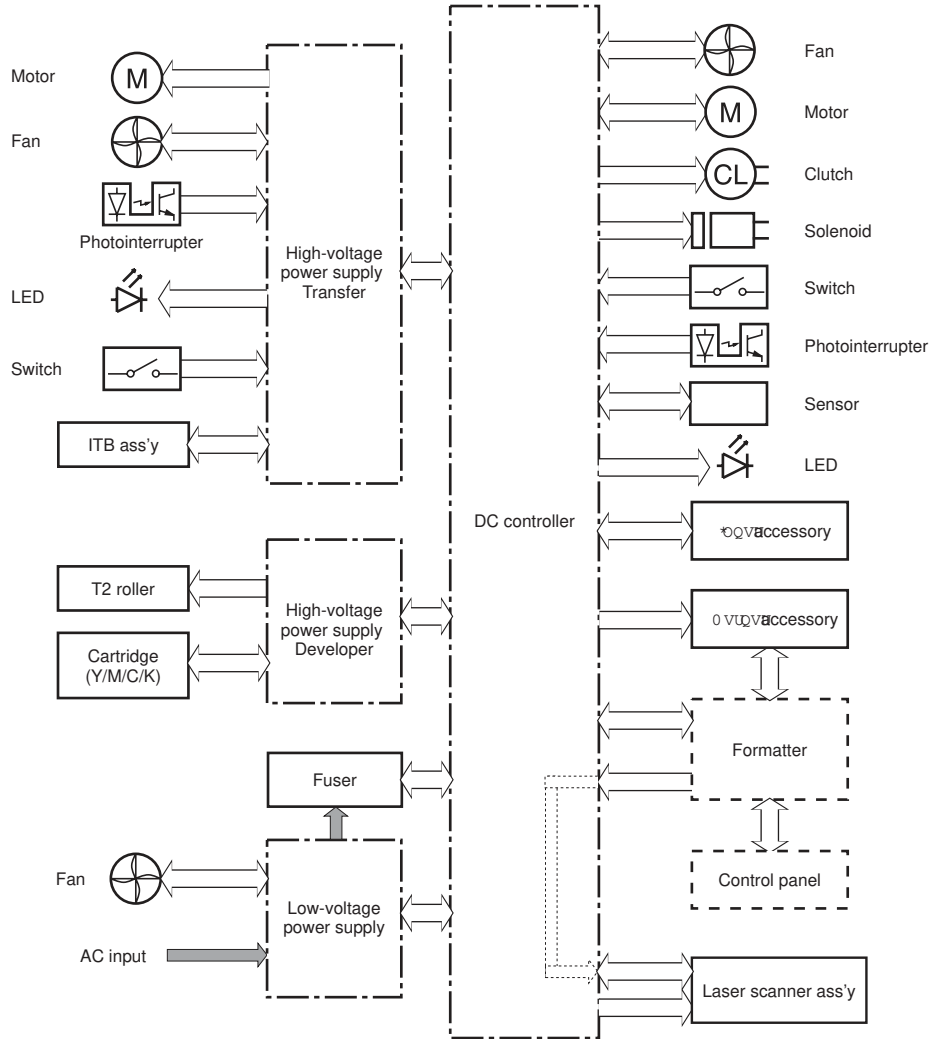 Motor
M
Fan
Photointerrupter
LED
Switch
ITB ass'y
High-voltage
power supply
Transfer
T2 roller
Cartridge
(Y/M/C/K)
High-voltage
power supply
Developer
Fuser
Fan
AC input
Low-voltage
power supply
DC controller
Fan
M
Motor
CL
Clutch
Solenoid
Switch
Photointerrupter
Sensor
LED
accessory
accessory
Formatter
Control panel
Laser scanner ass'y